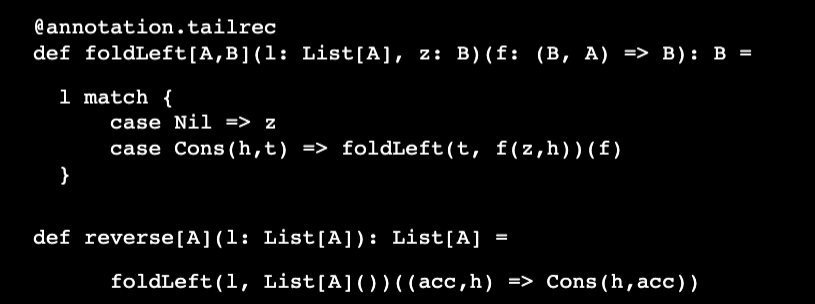 @annotation.tailrec
def foldLeft[A,B](l: List[A], z: B)(f: (B, A) => B): B =
l match {
case Nil => z
case Cons(h,t) => foldLeft(t, f(z,h))(f)
}
def reverse[A](l: List[A]): List[A] =
foldLeft(l, List[A]())((acc,h) => Cons(h,acc))